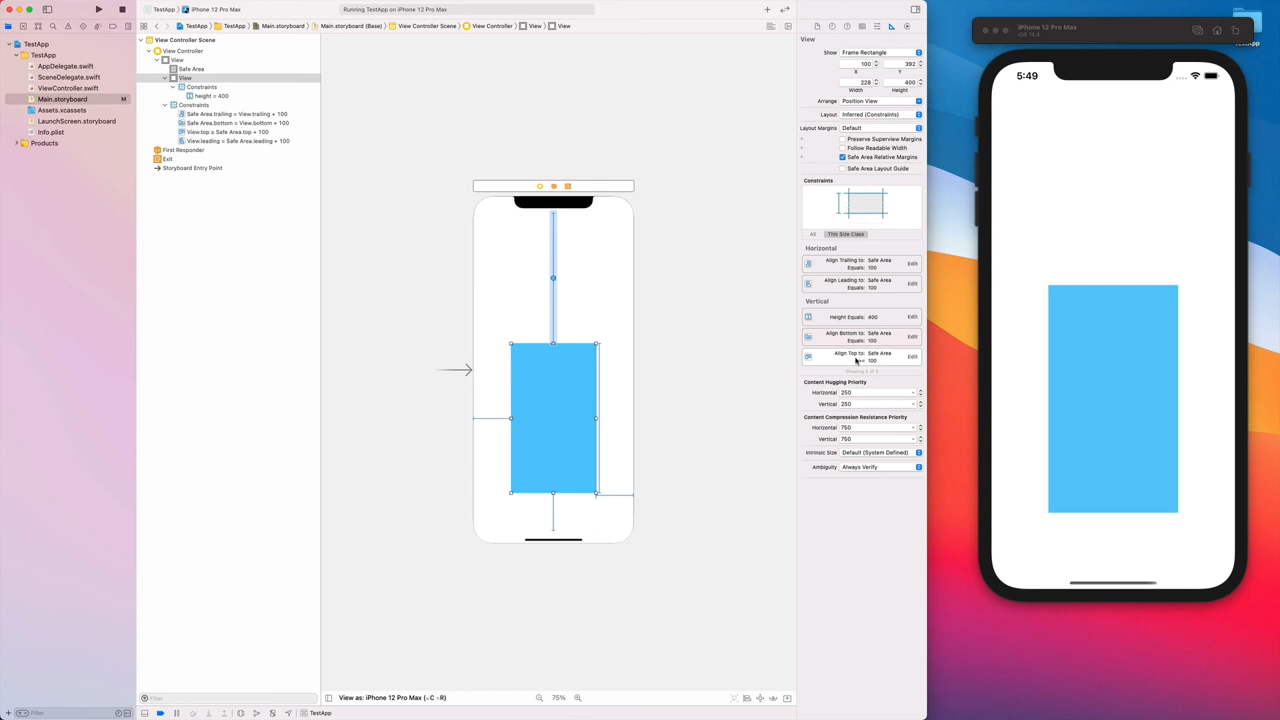 TestApp
iPhone 12 Pro Max
Running TestApp on iPhone 12 Pro Max
TestApp
TestApp
AppDelegate.swift
SceneDelegate.swift
ViewController.swift
Main.storyboard
M
Assets.xcassets
LaunchScreen.storyboard
Info.plist
Products
Filter
TestApp
TestApp
Main.storyboard
Main.storyboard (Base)
View Controller Scene
View Controller
View
View
View Controller Scene
View Controller
View
Safe Area
View
Constraints
height = 400
Constraints
Safe Area.trailing = View.trailing + 100
Safe Area.bottom = View.bottom + 100
View.leading = Safe Area.leading + 100
First Responder
Exit
Storyboard Entry Point
Filter
View as: iPhone 12 Pro Max
75%
TestApp
View
Show
Frame Rectangle
100
392
X
Y
228
400
Width
Height
Arrange
Position View
Layout
Inferred (Constraints)
Layout Margins
Default
Preserve Superview Margins
Follow Readable Width
Safe Area Relative Margins
Safe Area Layout Guide
Constraints
All
This Size Class
Horizontal
Align Trailing to: Safe Area
Equals: 100
Edit
Align Leading to: Safe Area
Equals: 100
Edit
Vertical
Height Equals: 400
Edit
Align Bottom to: Safe Area
Equals: 100
Edit
Align Top to: Safe Area
100
Edit
Content Hugging Priority
Horizontal
250
Vertical
250
Content Compression Resistance Priority
Horizontal
750
Vertical
750
Intrinsic Size
Default (System Defined)
Ambiguity
Always Verify
iPhone 12 Pro Max
iOS 14.4
5:49
TestApp